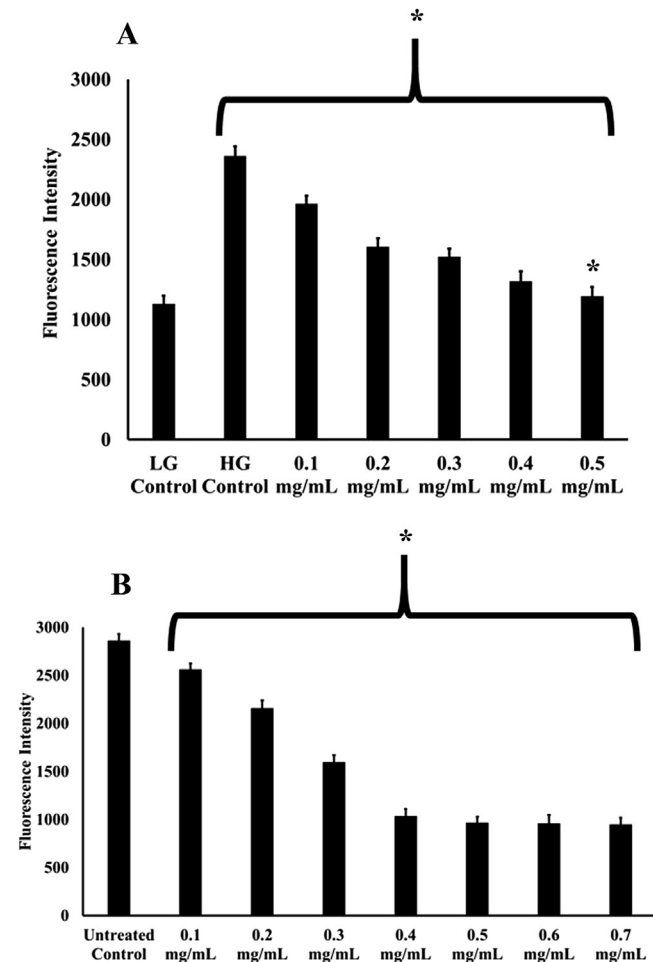 A
*
3000
2500
2000
1500
1000
500
0
Fluorescence Intensity
*
LG HG 0.1 0.2 0.3 0.4 0.5
Control Control mg/mL mg/mL mg/mL mg/mL mg/mL
B
*
3000
2500
2000
1500
1000
500
0
Fluorescence Intensity
Untreated 0.1 0.2 0.3 0.4 0.5 0.6 0.7
Control mg/mL mg/mL mg/mL mg/mL mg/mL mg/mL mg/mL